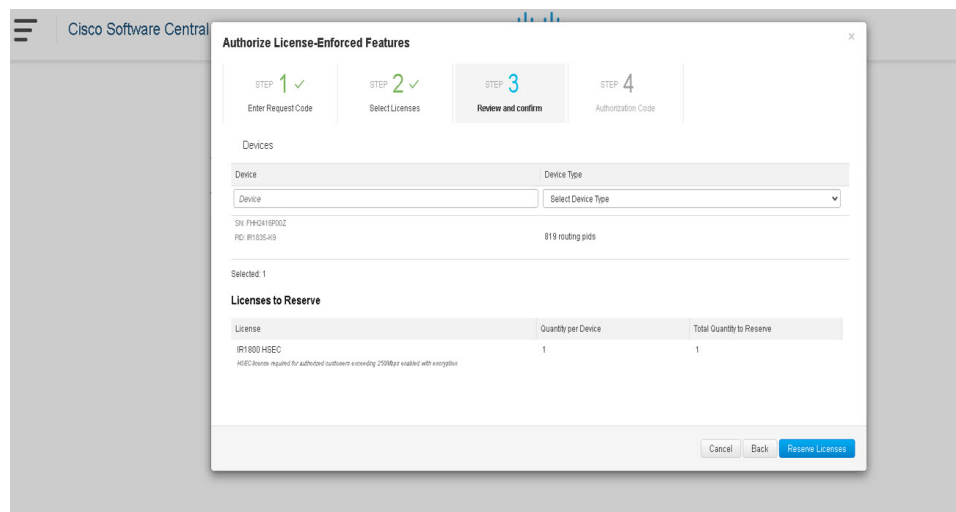 Cisco Software Central
Authorize License-Enforced Features
x
STEP 1 ✓
STEP 2 ✓
STEP 3
STEP 4
Enter Request Code
Select Licenses
Review and confirm
Authorization Code
Devices
Device
Device Type
Device
Select Device Type
SN: FHH2416P00Z
PID: IR1835-K9
819 routing pids
Selected: 1
Licenses to Reserve
License
Quantity per Device
Total Quantity to Reserve
IR1800 HSEC
1
1
HSEC license required for authorized customers exceeding 250Mbps enabled with encryption
Cancel
Back
Reserve Licenses